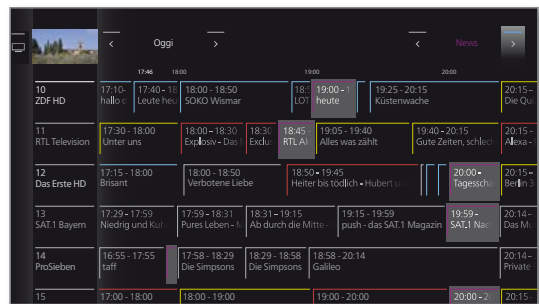 ‹ Oggi › ‹ News ›
17:46 18:00 19:00 20:00
10 17:10- 17:40 - 18 18:00 - 18:50 18: 19:00 - 1 19:25 - 20:15 20:15 -
ZDF HD hallo Leute heu SOKO Wismar LOT heute Küstenwache Die Qu
11 17:30 - 18:00 18:00 - 18:30 18:30 18:45 - 19:05 - 19:40 19:40 - 20:15 20:15 -
RTL Television Unter uns Explosiv - Das Exclus RTL Ak Alles was zählt Gute Zeiten, schlech Alexa -
12 17:15 - 18:00 18:00 - 18:50 18:50 - 19:45 20:00 - 20:15 -
Das Erste HD Brisant Verbotene Liebe Heiter bis tödlich - Hubert u Tagesscha Berlin
13 17:29 - 17:59 17:59 - 18:31 18:31 - 19:15 19:15 - 19:59 19:59 - 20:14 -
SAT.1 Bayern Niedrig und Kuh Pures Leben - Ab durch die Mitte - push - das SAT.1 Magazin SAT.1 Nac Das
14 16:55 - 17:55 17:58 - 18:29 18:29 - 18:58 18:58 - 20:14 20:14 -
ProSieben taff Die Simpsons Die Simpsons Galileo Private
15 17:00 - 18:00 18:00 - 19:00 19:00 - 20:00 20:00 - 20 20:15 -